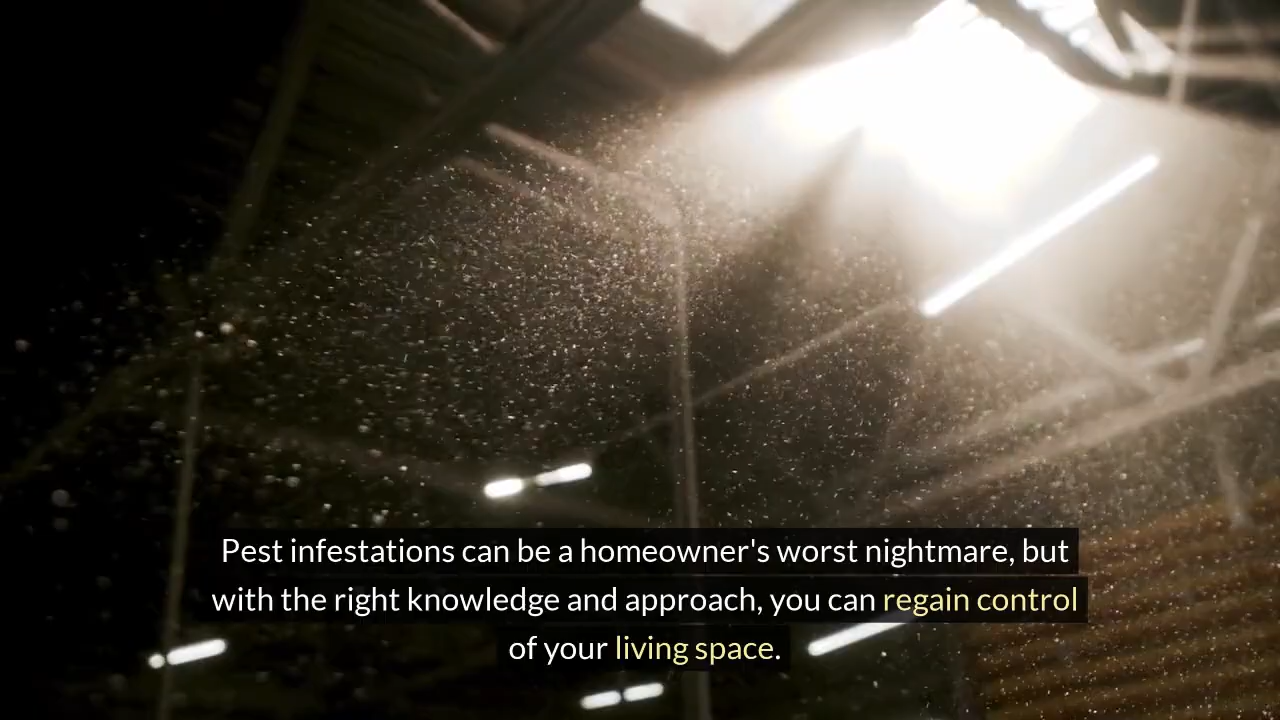 Pest infestations can be a homeowner's worst nightmare, but
with the right knowledge and approach, you can regain control
of your living space.